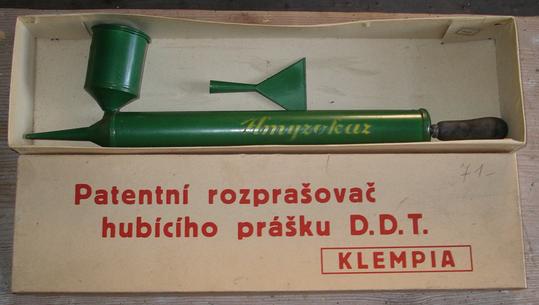 Hmyzokaz
71-
Patentní rozprašovač
hubícího prášku D.D.T.
KLEMPIA